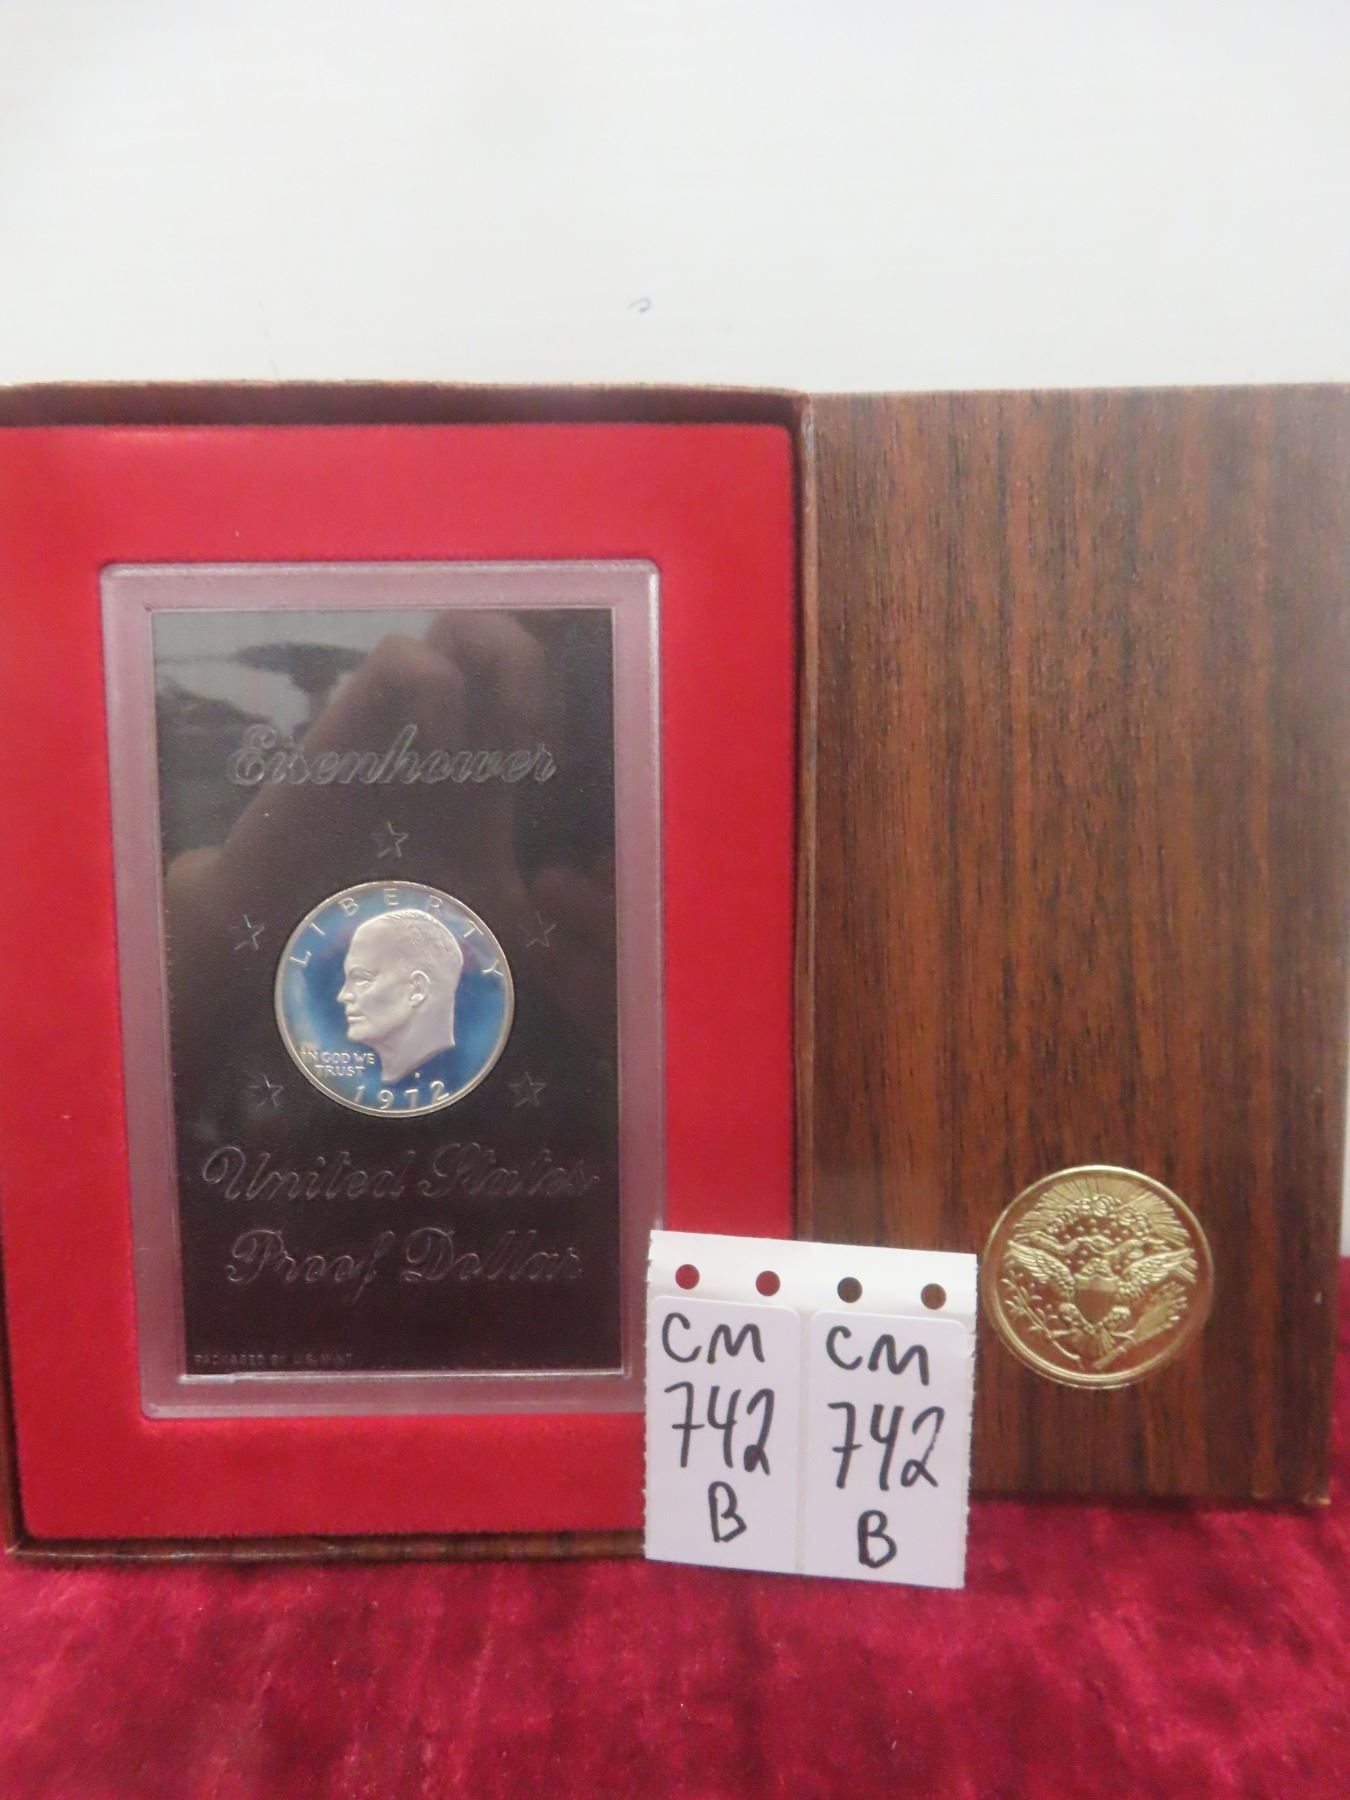 Eisenhower
LIBERTY
IN GOD WE
TRUST
1972
United States
Proof Dollar
PACKAGED BY U.S. MINT
CM
742
B
CM
742
B